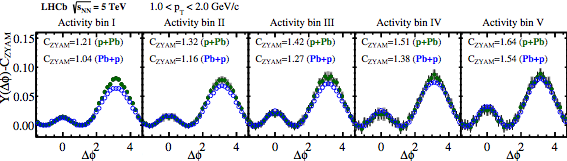 LHCb √sNN = 5 TeV 1.0 < pT < 2.0 GeV/c
Activity bin I Activity bin II Activity bin III Activity bin IV Activity bin V
CZYAM=1.21 (p+Pb) CZYAM=1.32 (p+Pb) CZYAM=1.42 (p+Pb) CZYAM=1.51 (p+Pb) CZYAM=1.64 (p+Pb)
CZYAM=1.04 (Pb+p) CZYAM=1.16 (Pb+p) CZYAM=1.27 (Pb+p) CZYAM=1.38 (Pb+p) CZYAM=1.54 (Pb+p)
Y(Δφ)-CZYAM
0.15
0.10
0.05
0.00
0 2 4 0 2 4 0 2 4 0 2 4 0 2 4
Δφ Δφ Δφ Δφ Δφ